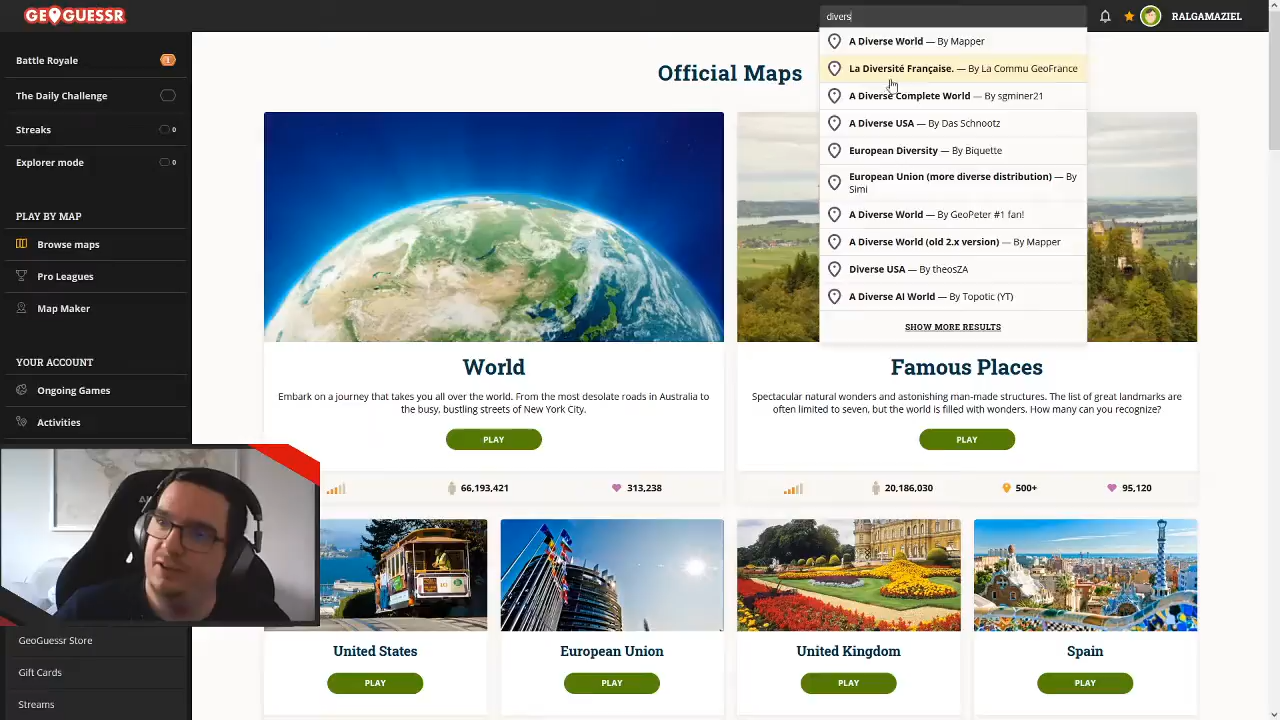 GEOGUESSR
divers
RALGAMAZIEL
Battle Royale
1
The Daily Challenge
Streaks
0
Explorer mode
0
PLAY BY MAP
Browse maps
Pro Leagues
Map Maker
YOUR ACCOUNT
Ongoing Games
Activities
GeoGuessr Store
Gift Cards
Streams
A Diverse World — By Mapper
La Diversité Française. — By La Commu GeoFrance
A Diverse Complete World — By sgminer21
A Diverse USA — By Das Schnootz
European Diversity — By Biquette
European Union (more diverse distribution) — By
Simi
A Diverse World — By GeoPeter #1 fan!
A Diverse World (old 2.x version) — By Mapper
Diverse USA — By theosZA
A Diverse AI World — By Topotic (YT)
SHOW MORE RESULTS
Official Maps
World
Embark on a journey that takes you all over the world. From the most desolate roads in Australia to
the busy, bustling streets of New York City.
PLAY
66,193,421
313,238
Famous Places
Spectacular natural wonders and astonishing man-made structures. The list of great landmarks are
often limited to seven, but the world is filled with wonders. How many can you recognize?
PLAY
20,186,030
500+
95,120
United States
PLAY
European Union
PLAY
United Kingdom
PLAY
Spain
PLAY